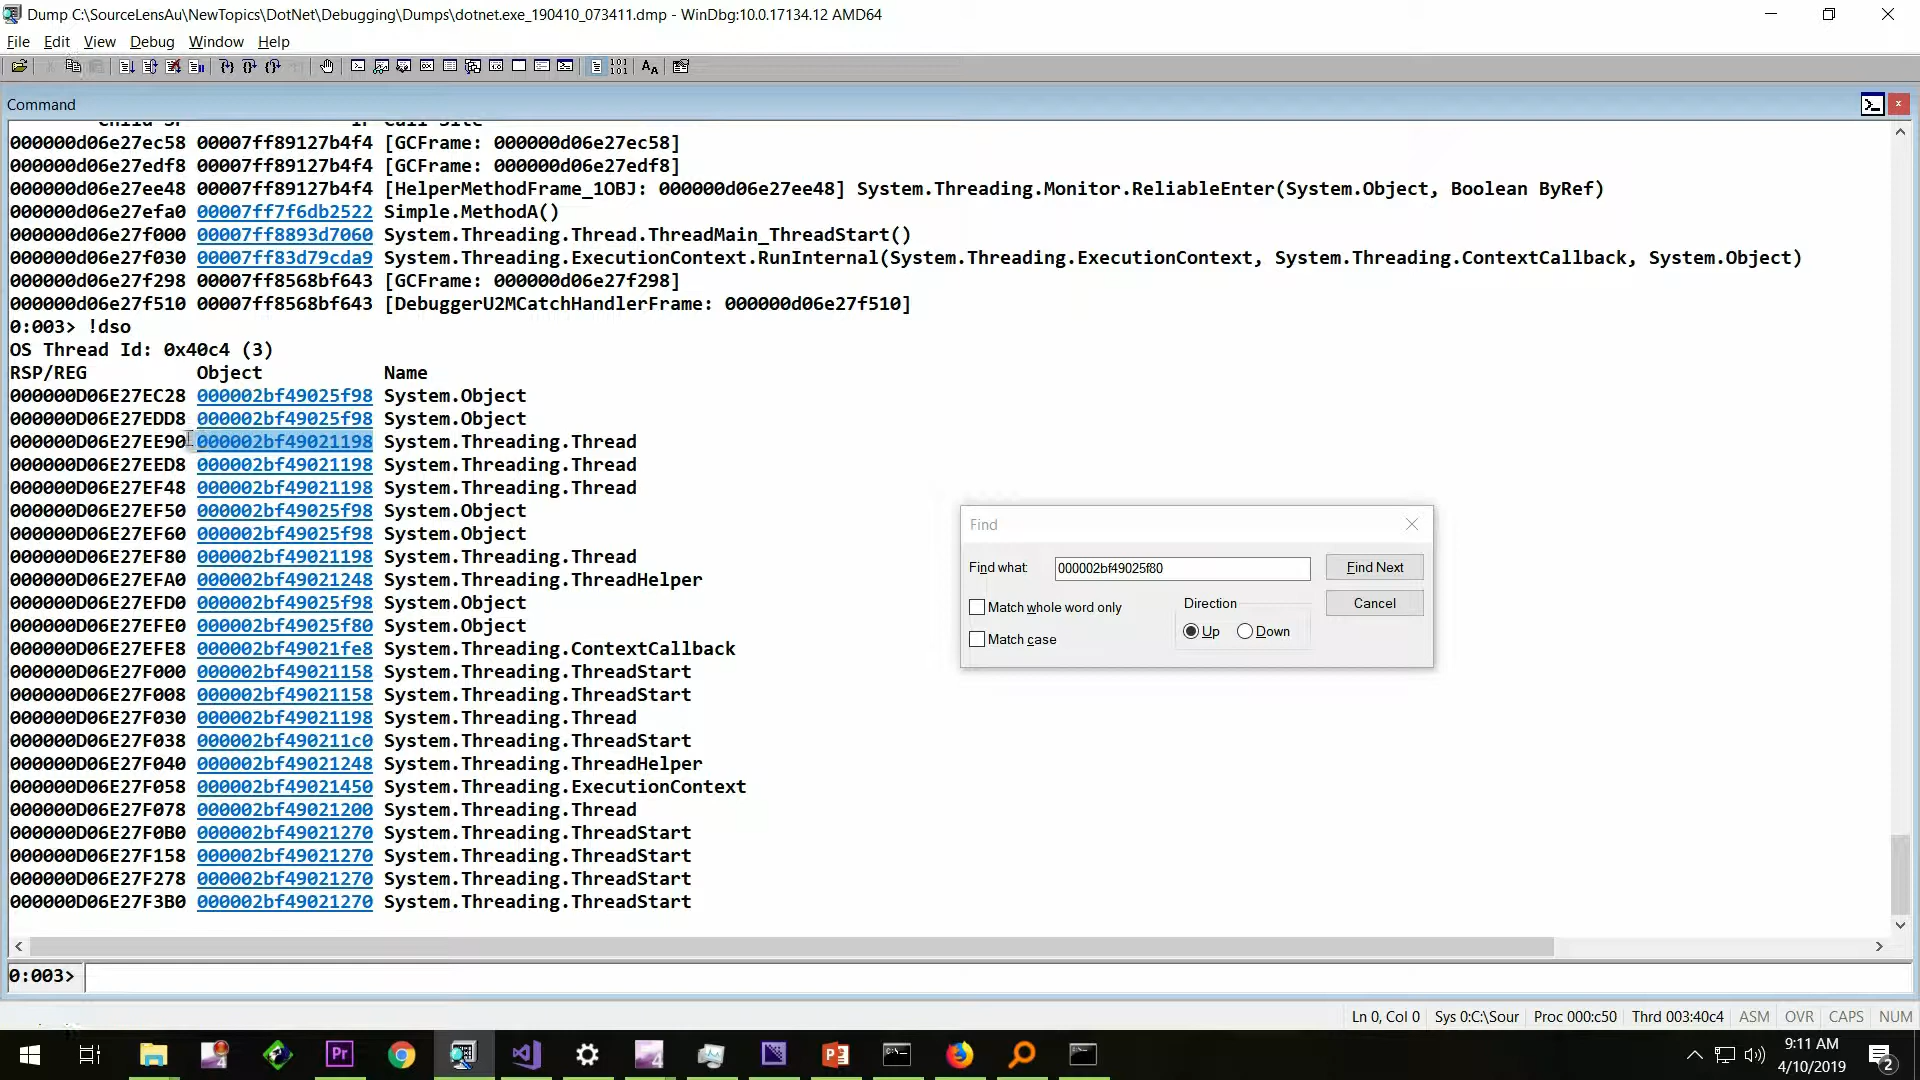 Dump C:\SourceLensAu\NewTopics\DotNet\Debugging\Dumps\dotnet.exe_190410_073411.dmp - WinDbg:10.0.17134.12 AMD64
File Edit View Debug Window Help
Command
Child SP IP Call Site
000000d06e27ec58 00007ff89127b4f4 [GCFrame: 000000d06e27ec58]
000000d06e27edf8 00007ff89127b4f4 [GCFrame: 000000d06e27edf8]
000000d06e27ee48 00007ff89127b4f4 [HelperMethodFrame_1OBJ: 000000d06e27ee48] System.Threading.Monitor.ReliableEnter(System.Object, Boolean ByRef)
000000d06e27efa0 00007ff7f6db2522 Simple.MethodA()
000000d06e27f000 00007ff8893d7060 System.Threading.Thread.ThreadMain_ThreadStart()
000000d06e27f030 00007ff83d79cda9 System.Threading.ExecutionContext.RunInternal(System.Threading.ExecutionContext, System.Threading.ContextCallback, System.Object)
000000d06e27f298 00007ff8568bf643 [GCFrame: 000000d06e27f298]
000000d06e27f510 00007ff8568bf643 [DebuggerU2MCatchHandlerFrame: 000000d06e27f510]
0:003> !dso
OS Thread Id: 0x40c4 (3)
RSP/REG Object Name
000000D06E27EC28 000002bf49025f98 System.Object
000000D06E27EDD8 000002bf49025f98 System.Object
000000D06E27EE90 000002bf49021198 System.Threading.Thread
000000D06E27EED8 000002bf49021198 System.Threading.Thread
000000D06E27EF48 000002bf49021198 System.Threading.Thread
000000D06E27EF50 000002bf49025f98 System.Object
000000D06E27EF60 000002bf49025f98 System.Object
000000D06E27EF80 000002bf49021198 System.Threading.Thread
000000D06E27EFA0 000002bf49021248 System.Threading.ThreadHelper
000000D06E27EFD0 000002bf49025f98 System.Object
000000D06E27EFE0 000002bf49025f80 System.Object
000000D06E27EFE8 000002bf49021fe8 System.Threading.ContextCallback
000000D06E27F000 000002bf49021158 System.Threading.ThreadStart
000000D06E27F008 000002bf49021158 System.Threading.ThreadStart
000000D06E27F030 000002bf49021198 System.Threading.Thread
000000D06E27F038 000002bf490211c0 System.Threading.ThreadStart
000000D06E27F040 000002bf49021248 System.Threading.ThreadHelper
000000D06E27F058 000002bf49021450 System.Threading.ExecutionContext
000000D06E27F078 000002bf49021200 System.Threading.Thread
000000D06E27F0B0 000002bf49021270 System.Threading.ThreadStart
000000D06E27F158 000002bf49021270 System.Threading.ThreadStart
000000D06E27F278 000002bf49021270 System.Threading.ThreadStart
000000D06E27F3B0 000002bf49021270 System.Threading.ThreadStart
Find
Find what: 000002bf49025f80 Find Next
Match whole word only Direction Cancel
Match case Up Down
0:003>
Ln 0, Col 0 Sys 0:C:\Sour Proc 000:c50 Thrd 003:40c4 ASM OVR CAPS NUM
9:11 AM
4/10/2019
2